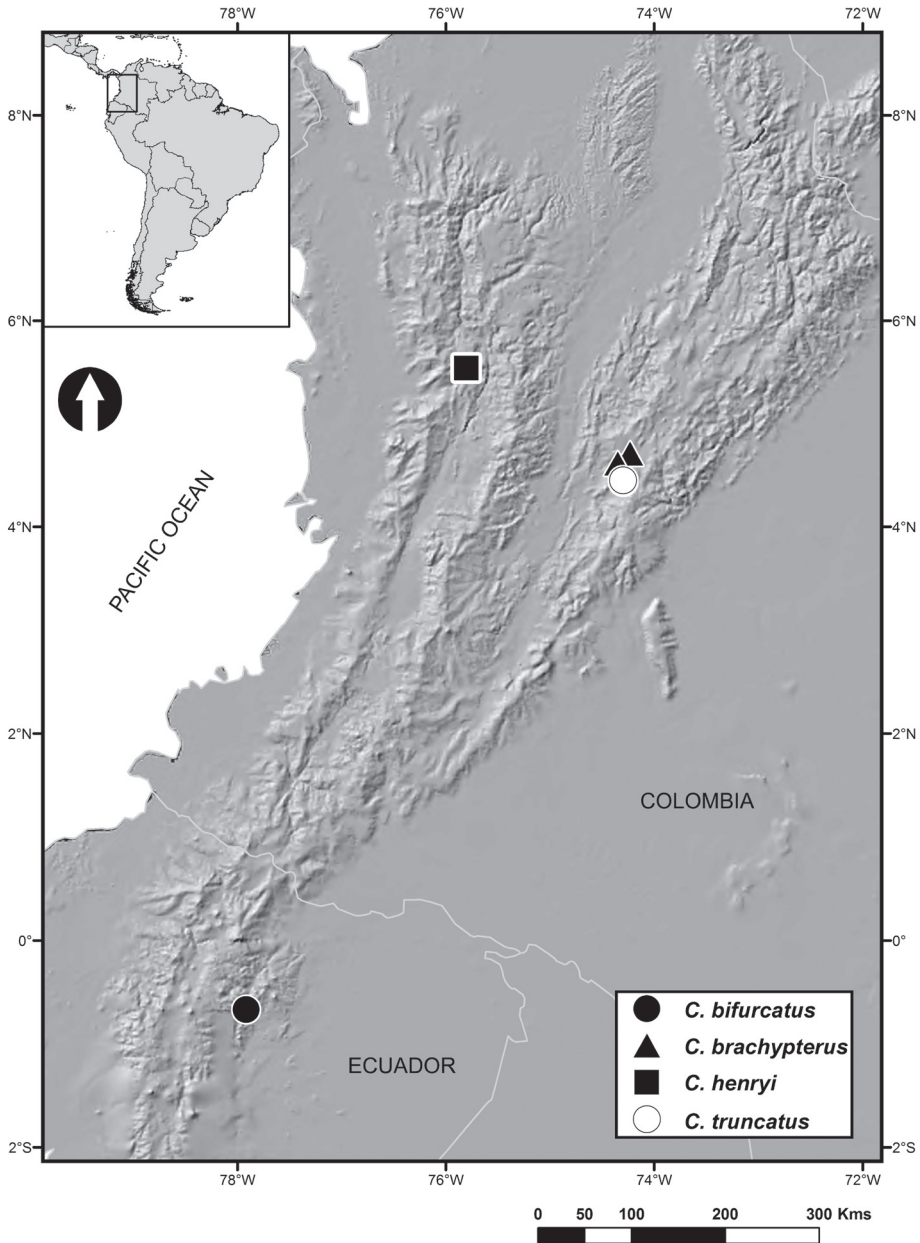 78°W 76°W 74°W 72°W
8°N 8°N
6°N 6°N
PACIFIC OCEAN
4°N 4°N
2°N 2°N
COLOMBIA
0° 0°
C. bifurcatus
C. brachypterus
ECUADOR
C. henryi
C. truncatus
2°S 2°S
78°W 76°W 74°W 72°W
0 50 100 200 300 Kms